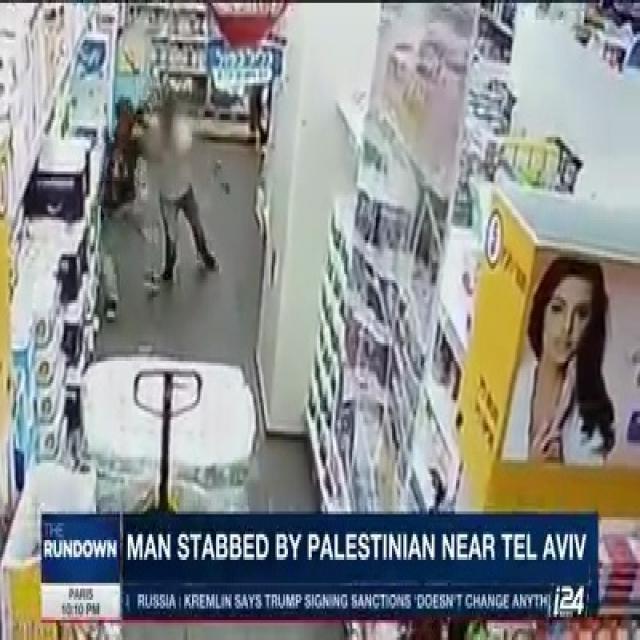 THE
RUNDOWN
MAN STABBED BY PALESTINIAN NEAR TEL AVIV
PARIS
10:10 PM
RUSSIA : KREMLIN SAYS TRUMP SIGNING SANCTIONS 'DOESN'T CHANGE ANYTH
i24